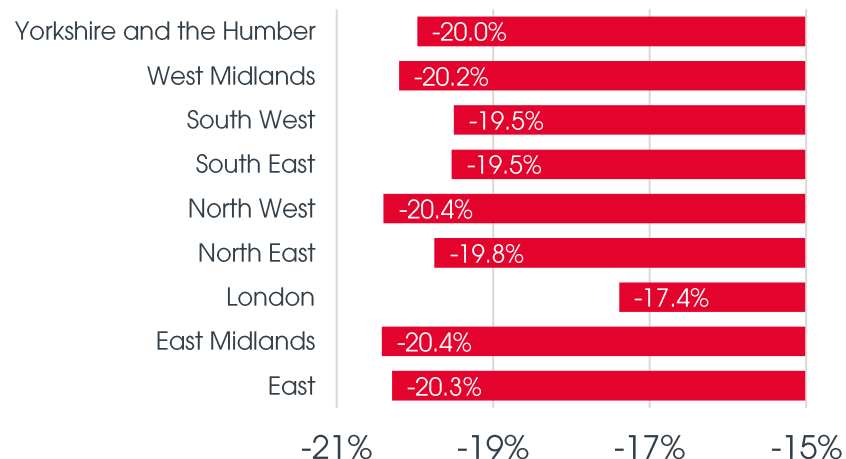 Yorkshire and the Humber -20.0%
West Midlands -20.2%
South West -19.5%
South East -19.5%
North West -20.4%
North East -19.8%
London -17.4%
East Midlands -20.4%
East -20.3%
-21% -19% -17% -15%